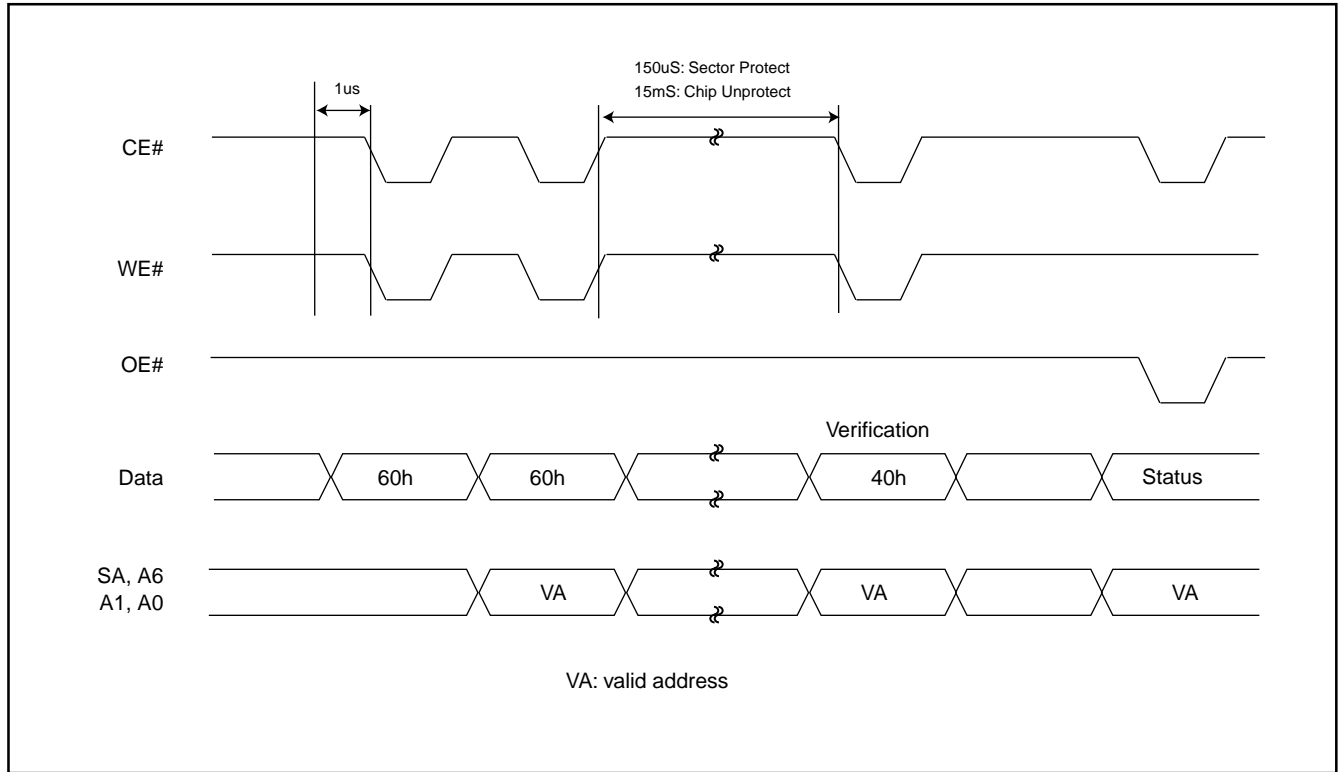 150uS: Sector Protect
15mS: Chip Unprotect
1us
CE#
WE#
OE#
Verification
Data
60h
60h
40h
Status
SA, A6
A1, A0
VA
VA
VA
VA: valid address